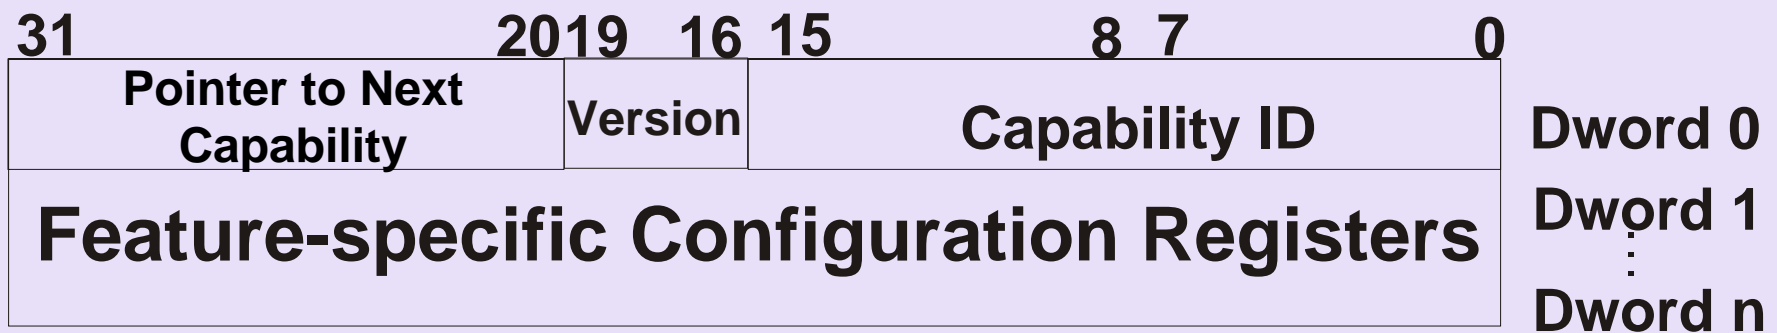 31 2019 16 15 8 7 0
Pointer to Next
Capability
Version
Capability ID
Dword 0
Feature-specific Configuration Registers
Dword 1
:
Dword n